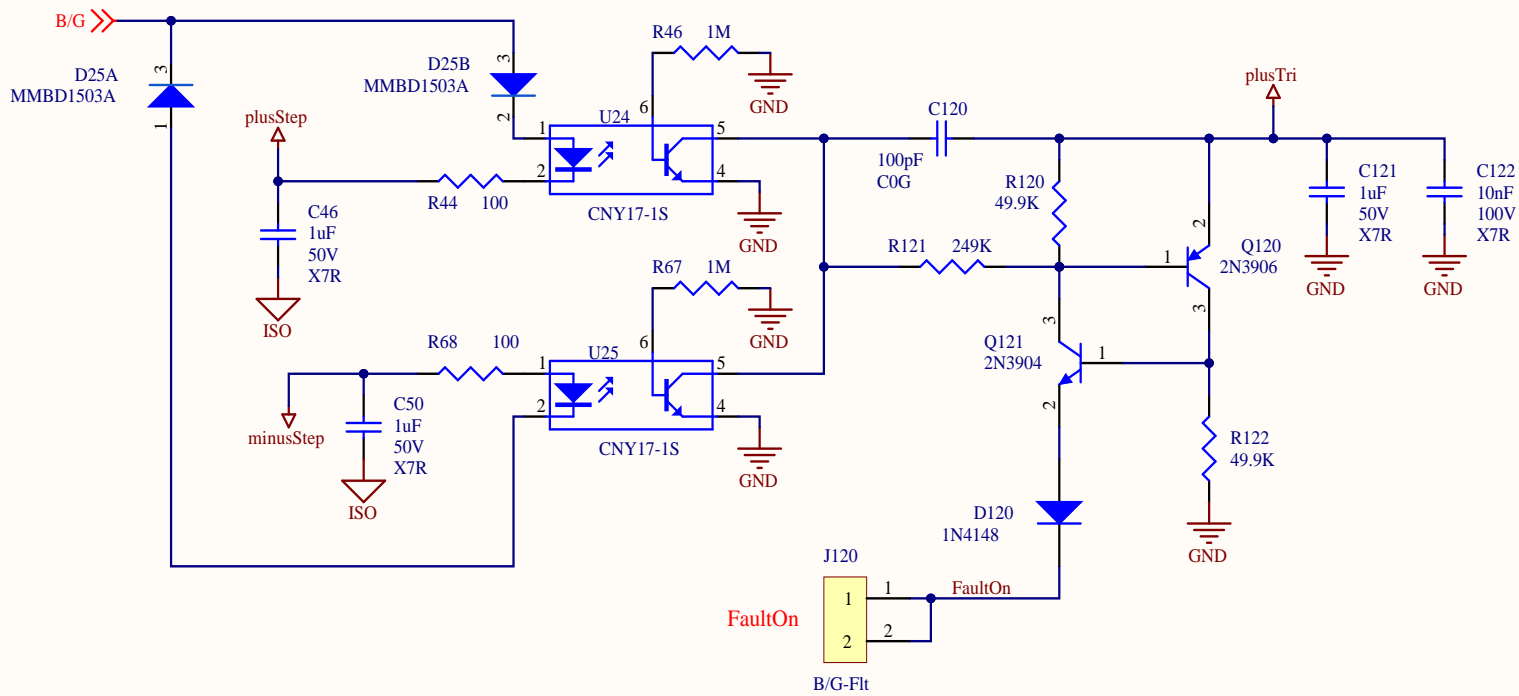 B/G
D25A
MMBD1503A
3
1
D25B
MMBD1503A
3
2
plusStep
R44 100
C46
1uF
50V
X7R
ISO
U24
1
2
6
5
4
CNY17-1S
R46 1M
GND
GND
C120
100pF
C0G
plusTri
R120
49.9K
R121 249K
C121
1uF
50V
X7R
GND
C122
10nF
100V
X7R
GND
Q120
2N3906
2
1
3
R67 1M
GND
R68 100
minusStep
C50
1uF
50V
X7R
ISO
U25
1
2
6
5
4
CNY17-1S
GND
Q121
2N3904
3
1
2
R122
49.9K
GND
D120
1N4148
J120
1
2
1
2
FaultOn
FaultOn
B/G-Flt